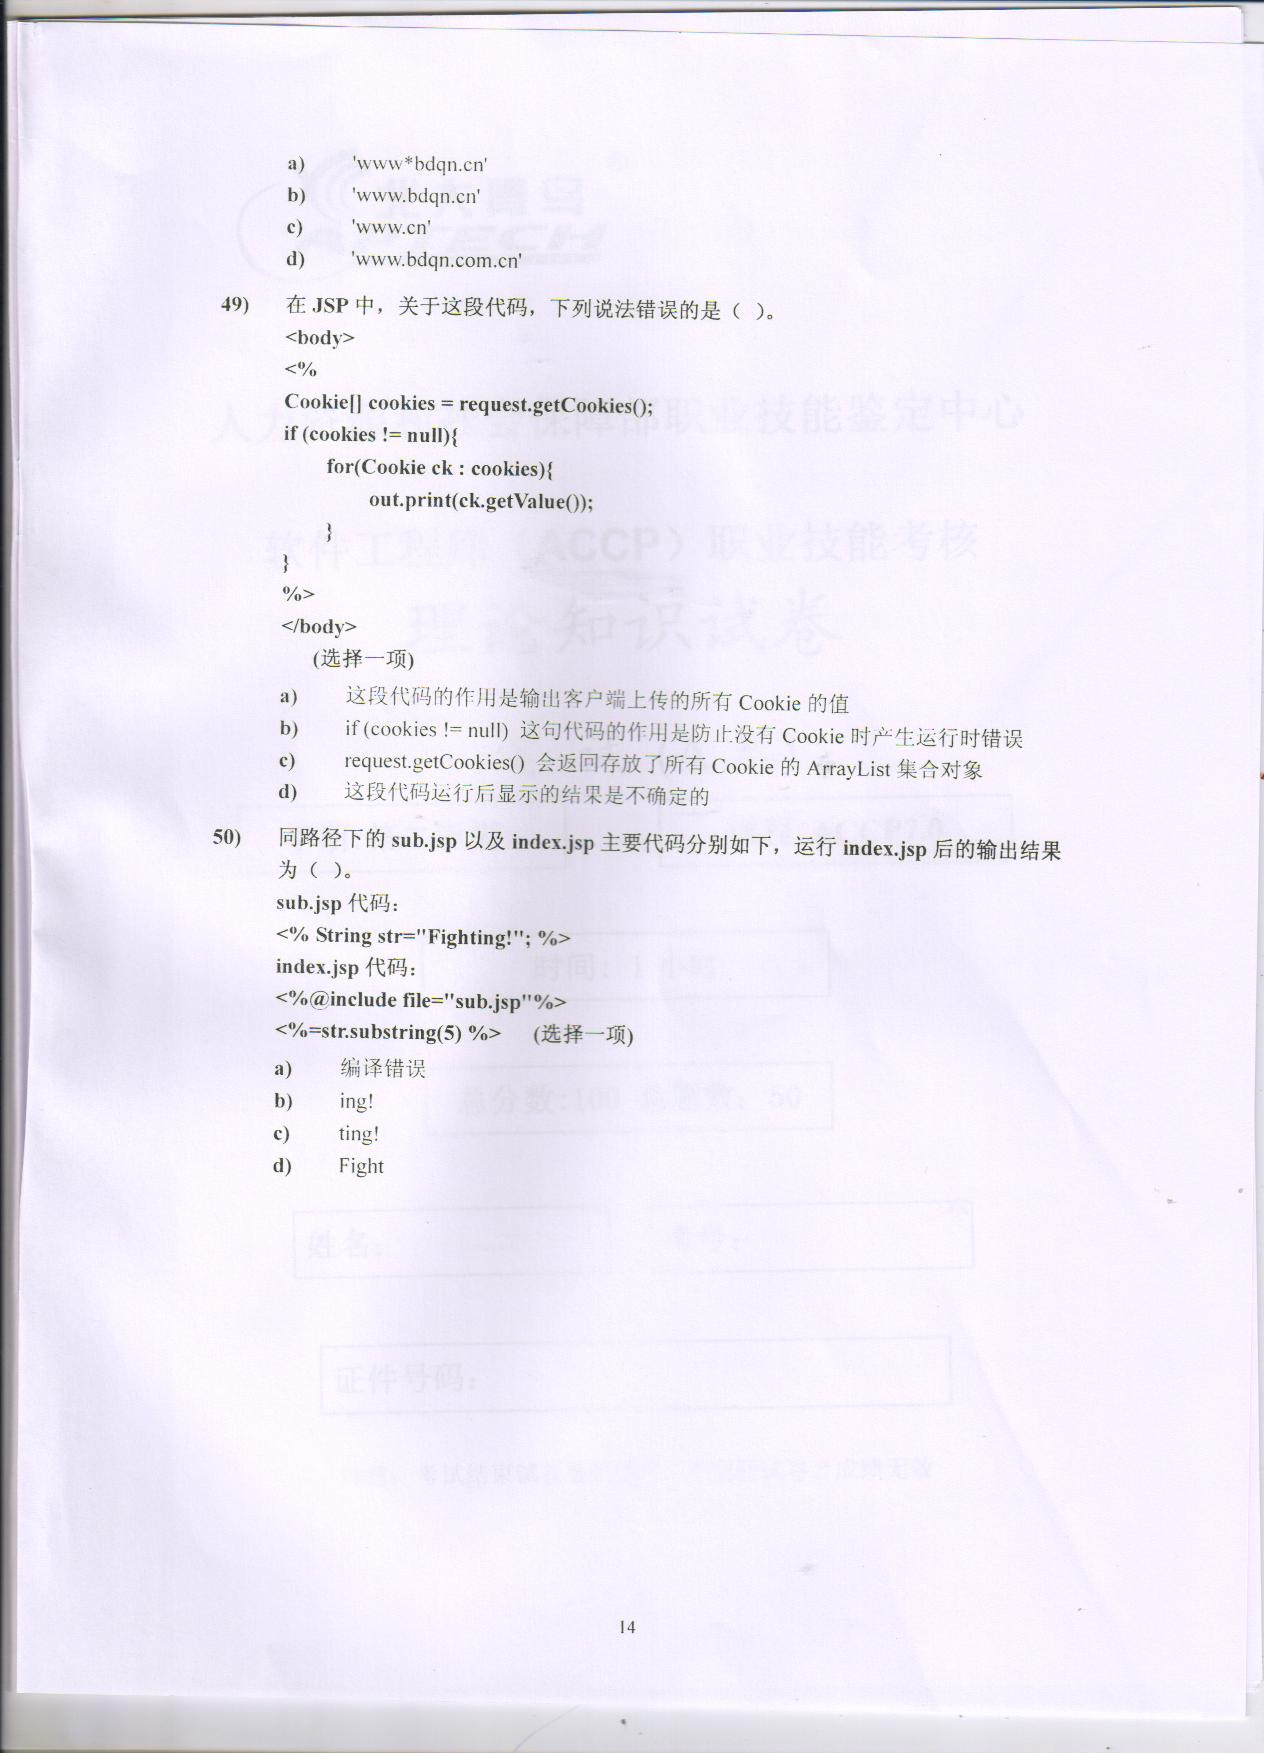 a) 'www*bdqn.cn'
b) 'www.bdqn.cn'
c) 'www.cn'
d) 'www.bdqn.com.cn'
49) 在 JSP 中，关于这段代码，下列说法错误的是（ ）。
<body>
<%
Cookie[] cookies = request.getCookies();
if (cookies != null){
for(Cookie ck : cookies){
out.print(ck.getValue());
}
}
%>
</body>
(选择一项)
a) 这段代码的作用是输出客户端上传的所有 Cookie 的值
b) if (cookies != null) 这句代码的作用是防止没有 Cookie 时产生运行时错误
c) request.getCookies() 会返回存放了所有 Cookie 的 ArrayList 集合对象
d) 这段代码运行后显示的结果是不确定的
50) 同路径下的 sub.jsp 以及 index.jsp 主要代码分别如下，运行 index.jsp 后的输出结果
为（ ）。
sub.jsp 代码：
<% String str="Fighting!"; %>
index.jsp 代码：
<%@include file="sub.jsp"%>
<%=str.substring(5) %> (选择一项)
a) 编译错误
b) ing!
c) ting!
d) Fight
14